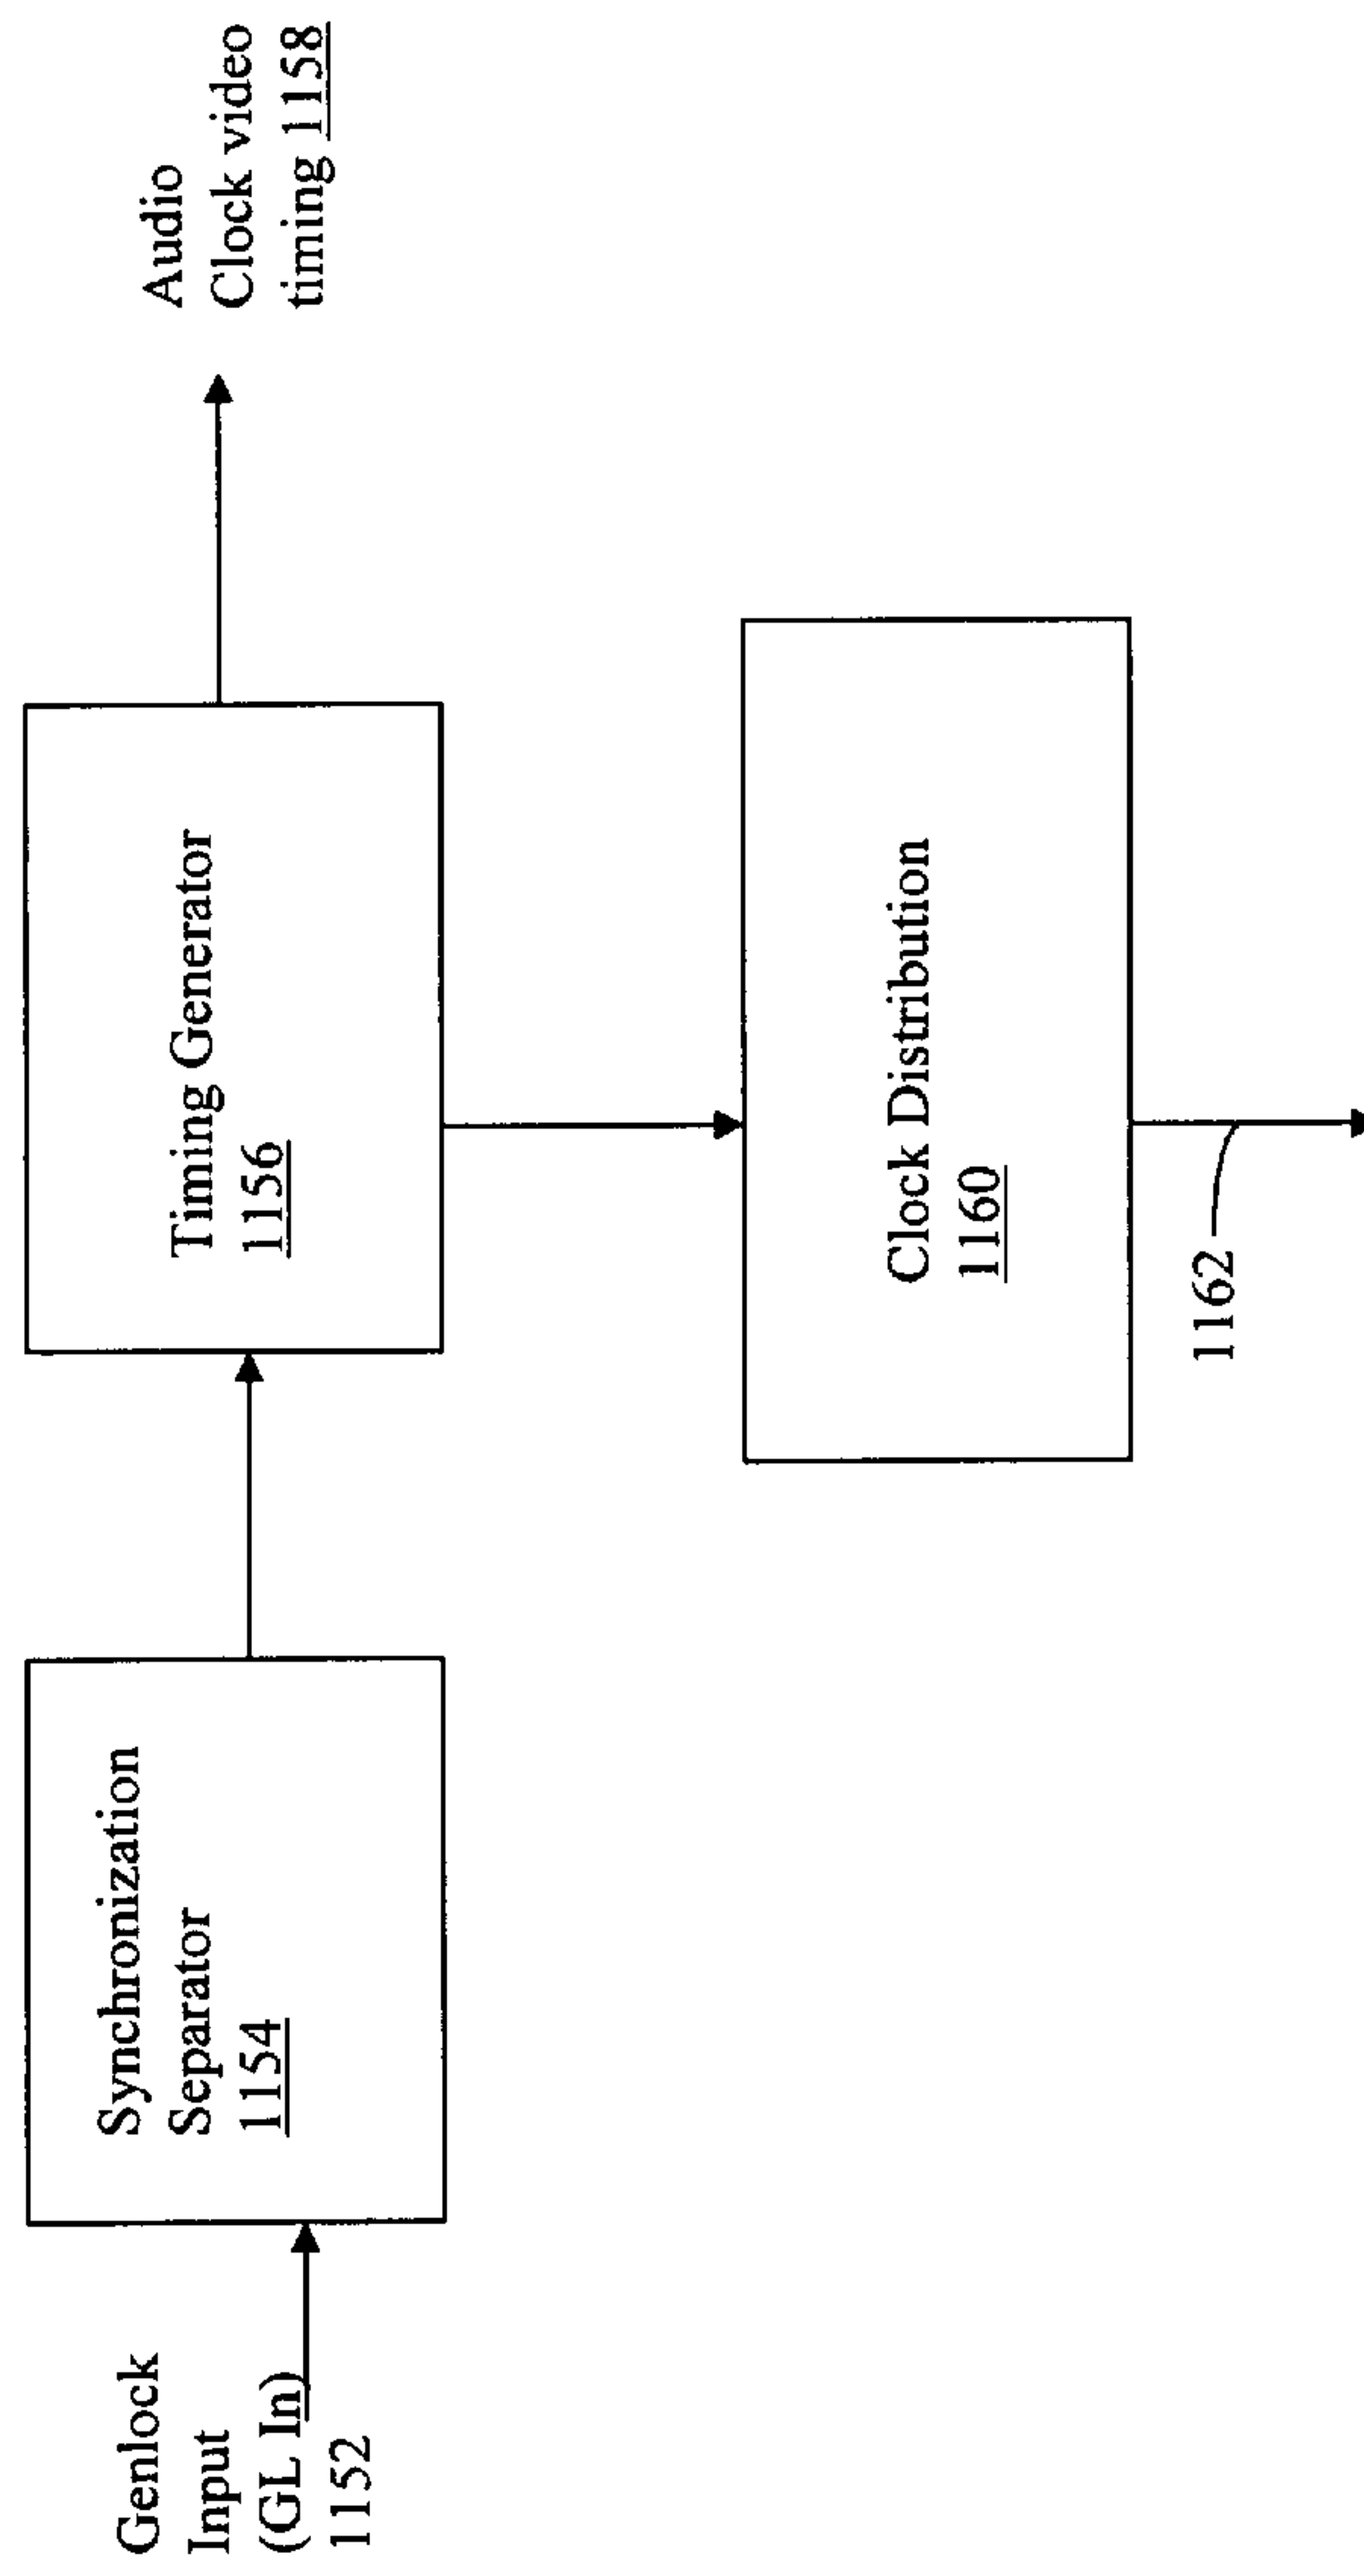 Genlock
Input
(GL In)
1152
Synchronization
Separator
1154
Timing Generator
1156
Audio
Clock video
timing 1158
Clock Distribution
1160
1162